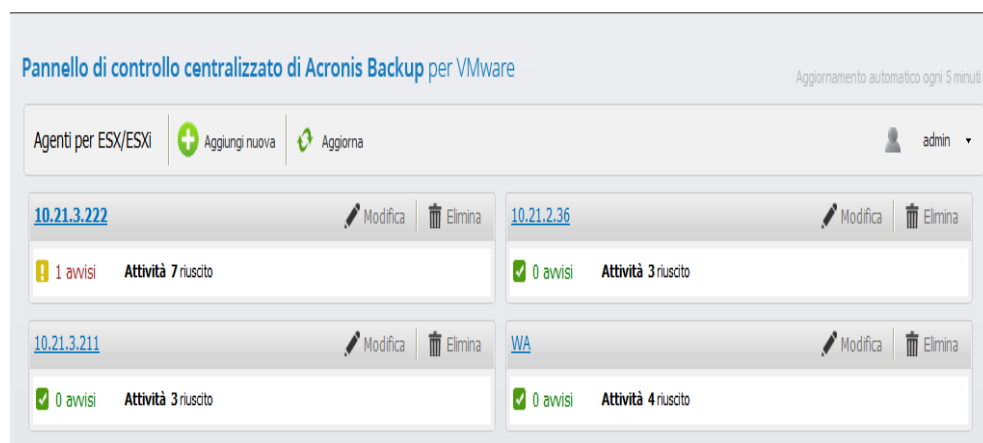 Pannello di controllo centralizzato di Acronis Backup per VMware
Aggiornamento automatico ogni 5 minuti
Agenti per ESX/ESXi Aggiungi nuova Aggiorna admin
10.21.3.222 Modifica Elimina
1 avvisi Attività 7 riuscito
10.21.2.36 Modifica Elimina
0 avvisi Attività 3 riuscito
10.21.3.211 Modifica Elimina
0 avvisi Attività 3 riuscito
WA Modifica Elimina
0 avvisi Attività 4 riuscito